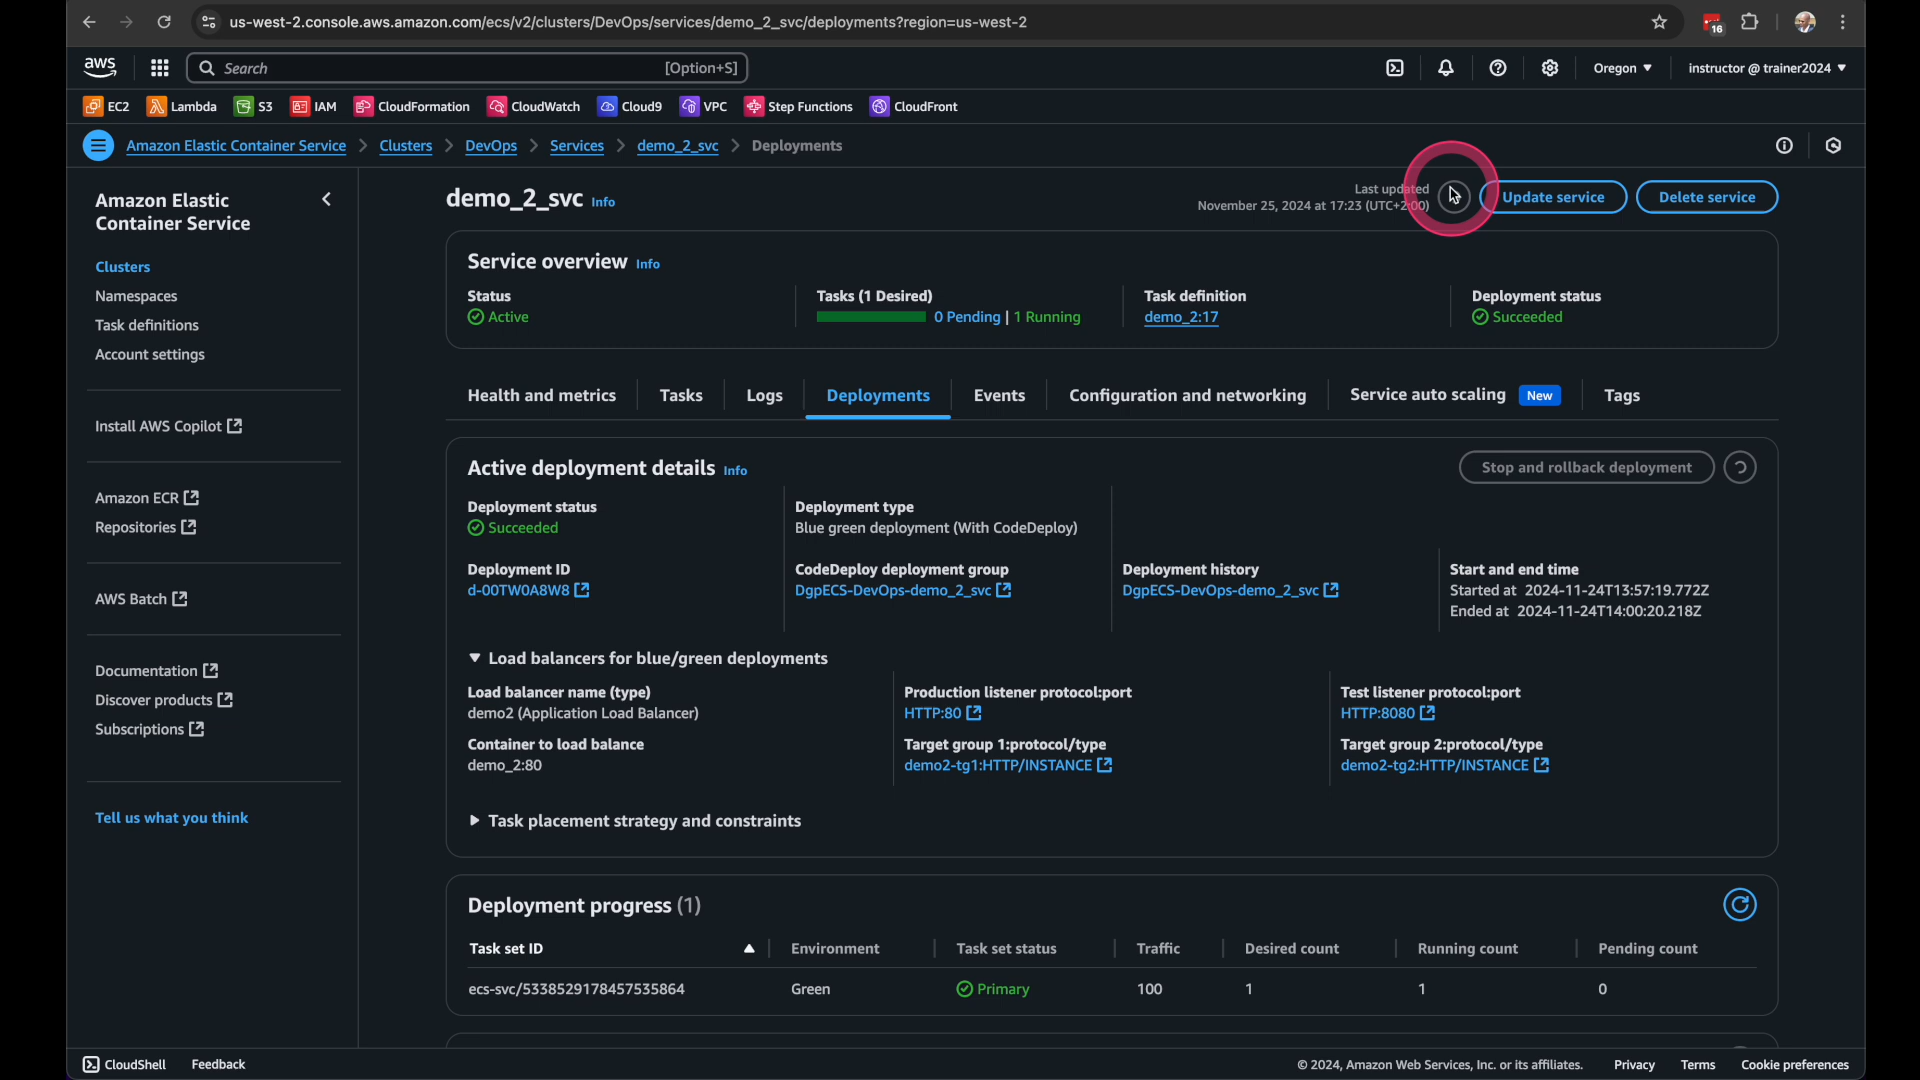 us-west-2.console.aws.amazon.com/ecs/v2/clusters/DevOps/services/demo_2_svc/deployments?region=us-west-2
16
aws
Search
[Option+S]
Oregon
instructor @ trainer2024
EC2
Lambda
S3
IAM
CloudFormation
CloudWatch
Cloud9
VPC
Step Functions
CloudFront
Amazon Elastic Container Service
Clusters
DevOps
Services
demo_2_svc
Deployments
Amazon Elastic
Container Service
Clusters
Namespaces
Task definitions
Account settings
Install AWS Copilot
Amazon ECR
Repositories
AWS Batch
Documentation
Discover products
Subscriptions
Tell us what you think
demo_2_svc Info
Last updated
November 25, 2024 at 17:23 (UTC+2:00)
Update service
Delete service
Service overview Info
Status
Active
Tasks (1 Desired)
0 Pending | 1 Running
Task definition
demo_2:17
Deployment status
Succeeded
Health and metrics
Tasks
Logs
Deployments
Events
Configuration and networking
Service auto scaling New
Tags
Active deployment details Info
Stop and rollback deployment
Deployment status
Succeeded
Deployment type
Blue green deployment (With CodeDeploy)
Deployment ID
d-00TW0A8W8
CodeDeploy deployment group
DgpECS-DevOps-demo_2_svc
Deployment history
DgpECS-DevOps-demo_2_svc
Start and end time
Started at 2024-11-24T13:57:19.772Z
Ended at 2024-11-24T14:00:20.218Z
Load balancers for blue/green deployments
Load balancer name (type)
demo2 (Application Load Balancer)
Production listener protocol:port
HTTP:80
Test listener protocol:port
HTTP:8080
Container to load balance
demo_2:80
Target group 1:protocol/type
demo2-tg1:HTTP/INSTANCE
Target group 2:protocol/type
demo2-tg2:HTTP/INSTANCE
Task placement strategy and constraints
Deployment progress (1)
Task set ID
Environment
Task set status
Traffic
Desired count
Running count
Pending count
ecs-svc/5338529178457535864
Green
Primary
100
1
1
0
CloudShell
Feedback
© 2024, Amazon Web Services, Inc. or its affiliates.
Privacy
Terms
Cookie preferences